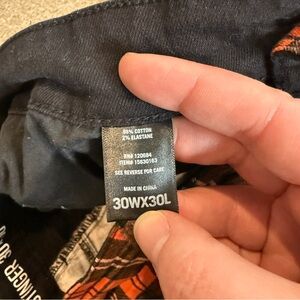 98% COTTON
2% ELASTANE
RN# 120684
ITEM# 15630163
SEE REVERSE FOR CARE
MADE IN CHINA
30WX30L